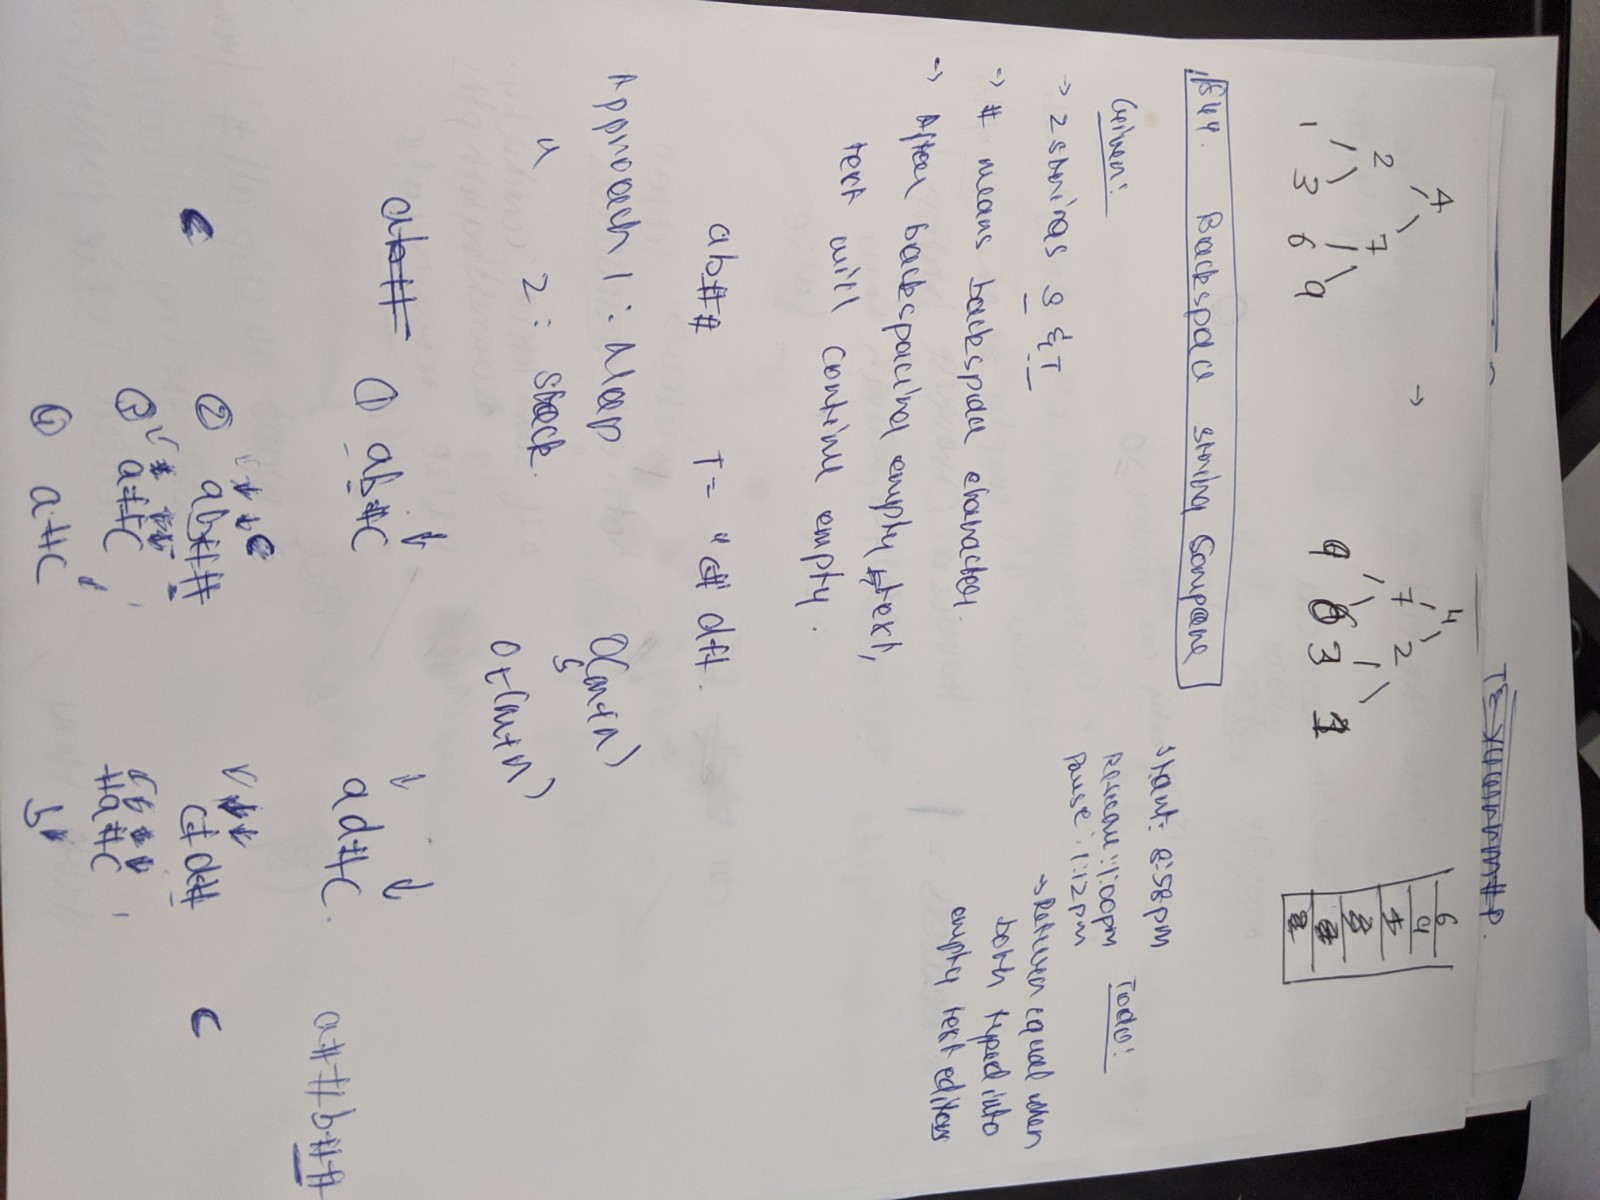 4
2 7
1 3 6 9
4
7 2
9 6 3 1
6
9
844. Backspace string compare
Start: 8:58pm
Resume: 1:00pm
Pause: 1:12pm
Given:
→ 2 strings S & T
→ # means backspace character.
→ After backspacing empty text,
text will continue empty.
Todo:
→ Return equal when
both typed into
empty text editors
ab## T= "c#d#.
Approach 1: Map O(m+n)
" 2: stack. Ot(m+n)
ab## ① ab#c ad#c. a##b##
c ② ab## c#d# c
③ a##c #a#c
④ a#c b